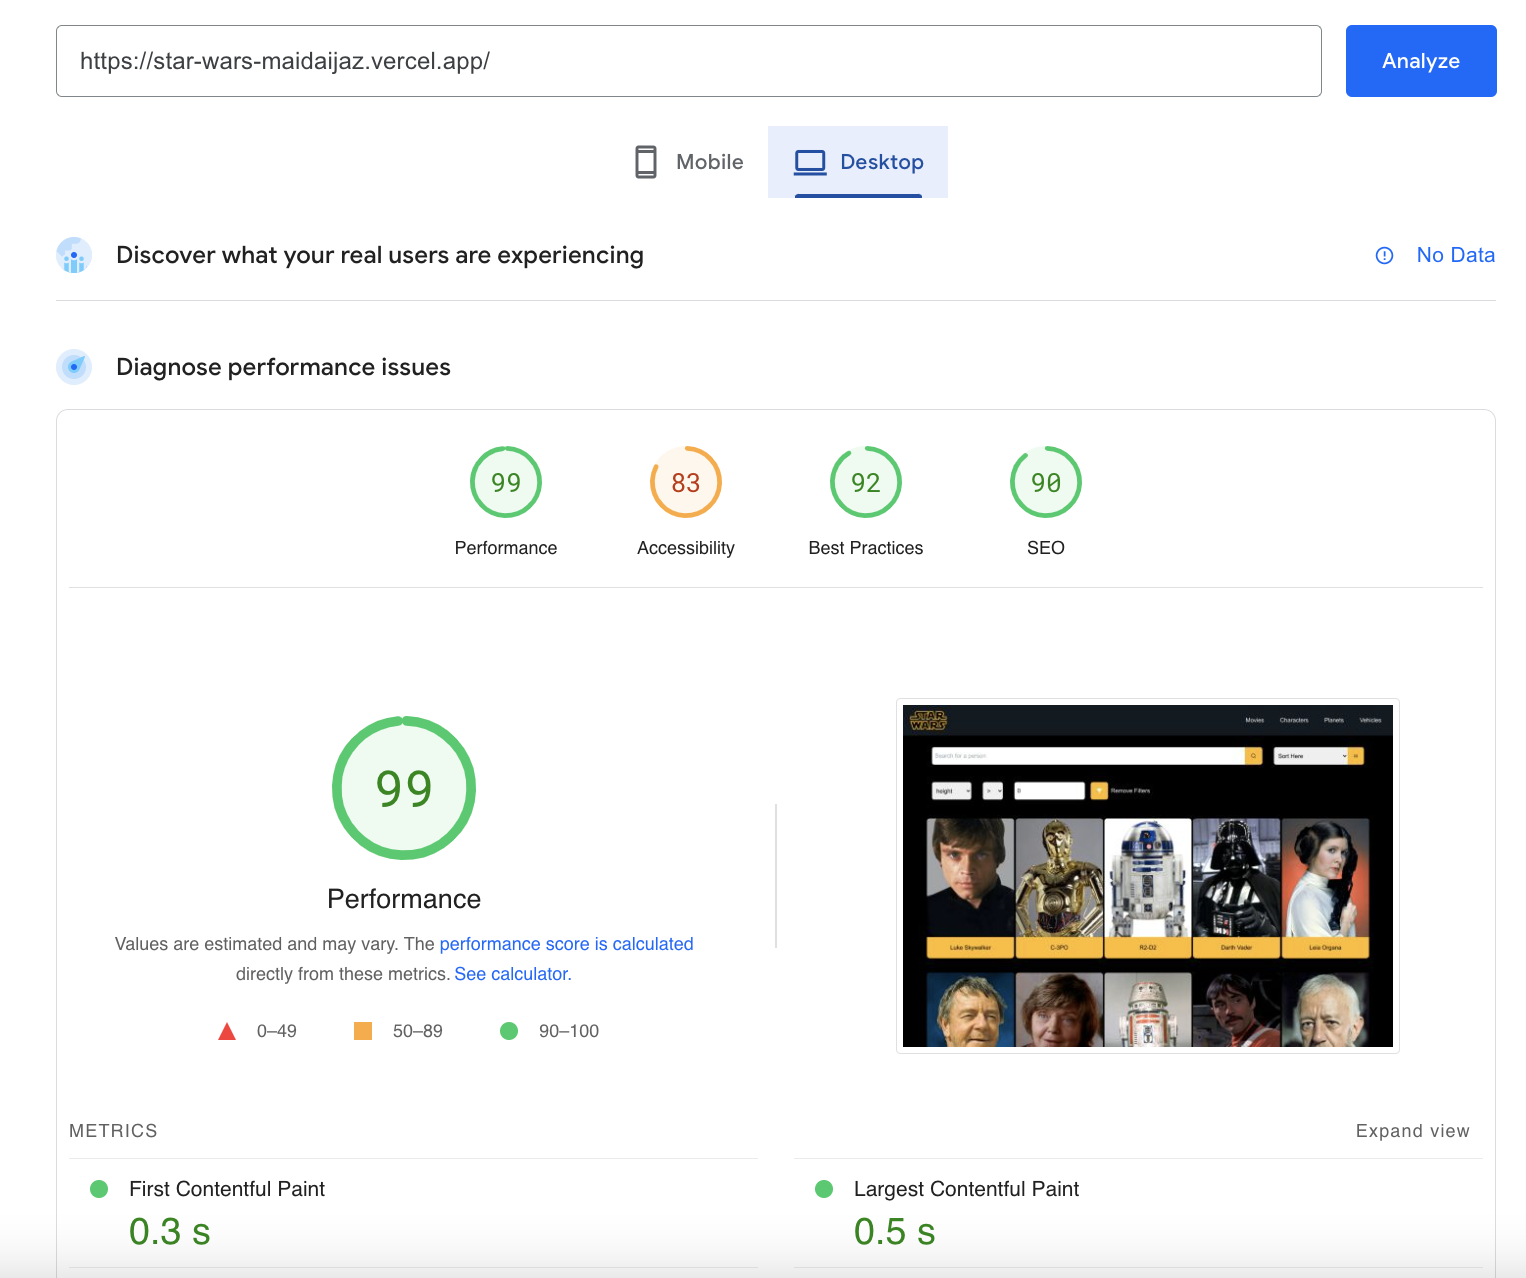 https://star-wars-maidaijaz.vercel.app/
Analyze
Mobile
Desktop
Discover what your real users are experiencing
No Data
Diagnose performance issues
99
83
92
90
Performance
Accessibility
Best Practices
SEO
99
Performance
Values are estimated and may vary. The performance score is calculated
directly from these metrics. See calculator.
0–49
50–89
90–100
STAR
WARS
Movies
Characters
Planets
Vehicles
Search for a person
Sort Here
height
>
0
Remove Filters
Luke Skywalker
C-3PO
R2-D2
Darth Vader
Leia Organa
METRICS
Expand view
First Contentful Paint
0.3 s
Largest Contentful Paint
0.5 s